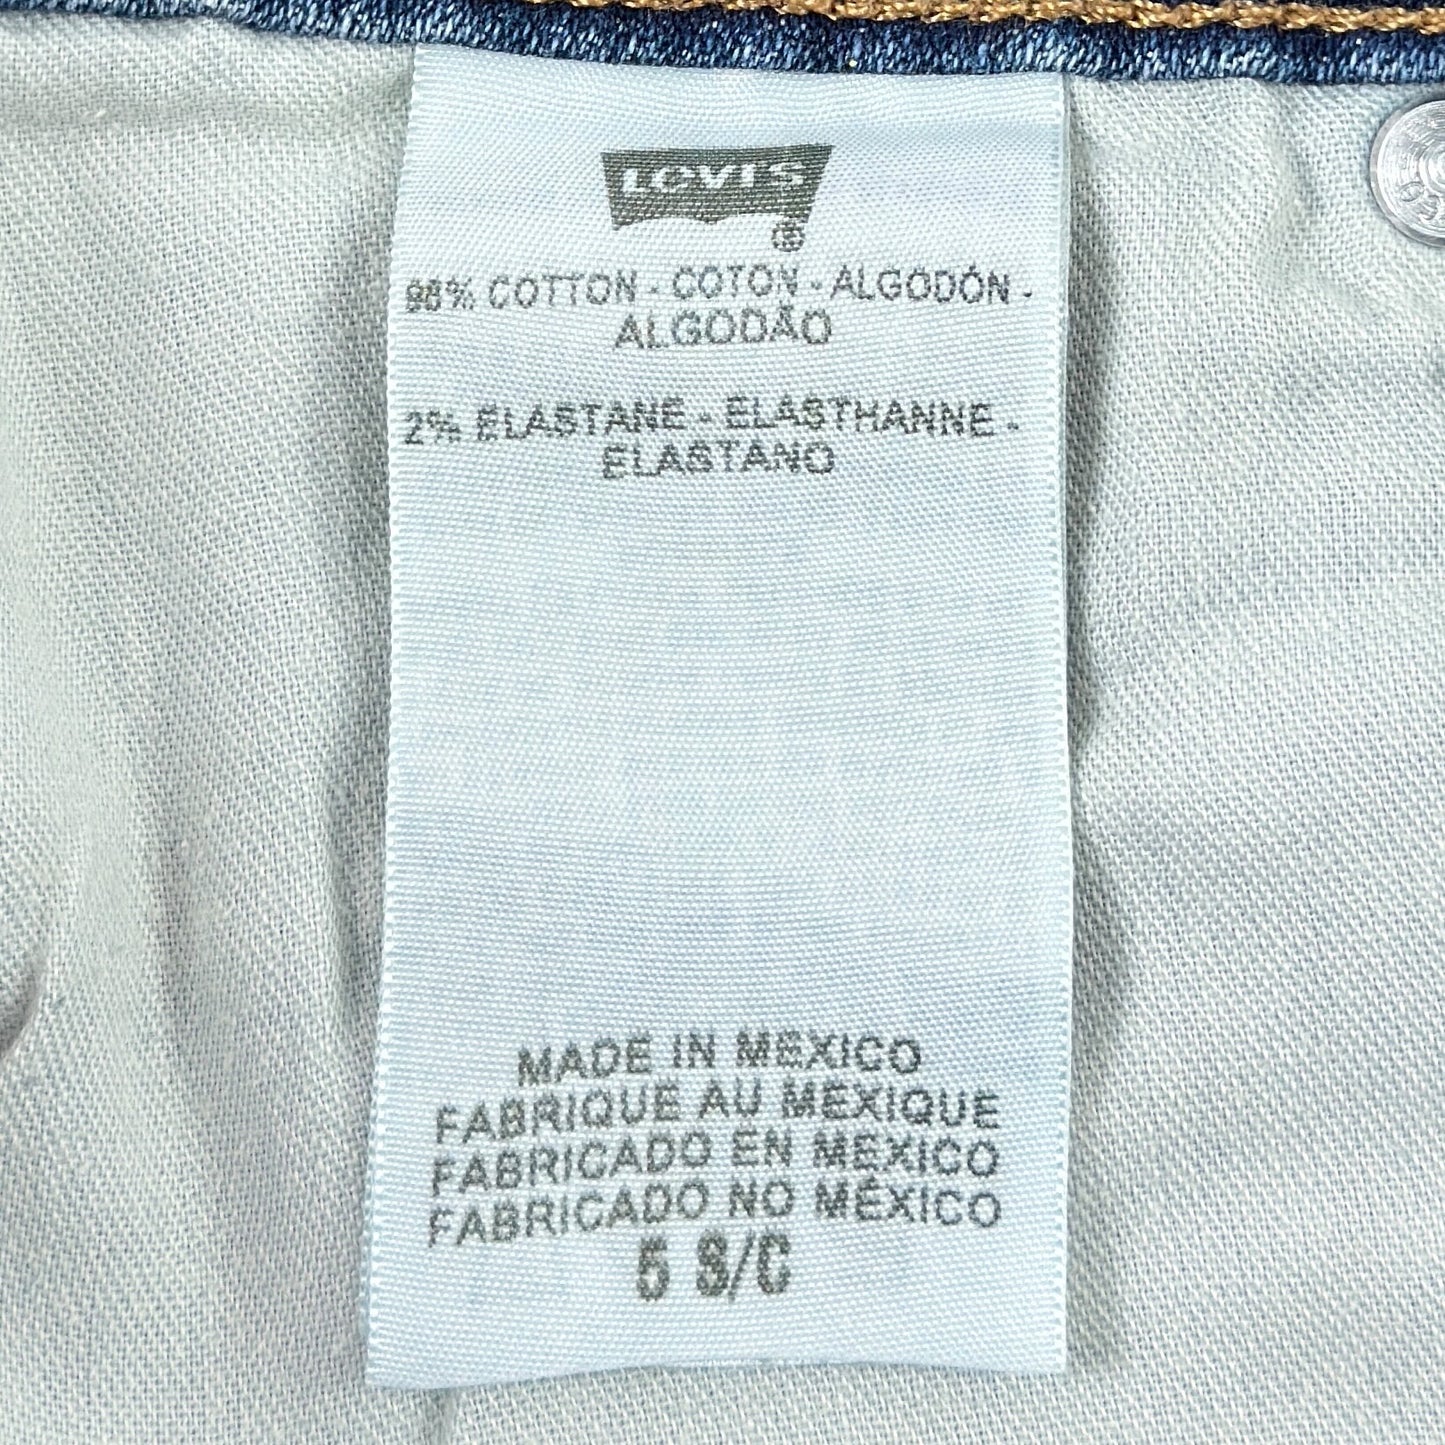 LEVI'S
®
98% COTTON - COTON - ALGODÓN -
ALGODÃO
2% ELASTANE - ELASTHANNE -
ELASTANO
MADE IN MEXICO
FABRIQUE AU MEXIQUE
FABRICADO EN MEXICO
FABRICADO NO MÉXICO
5 S/C